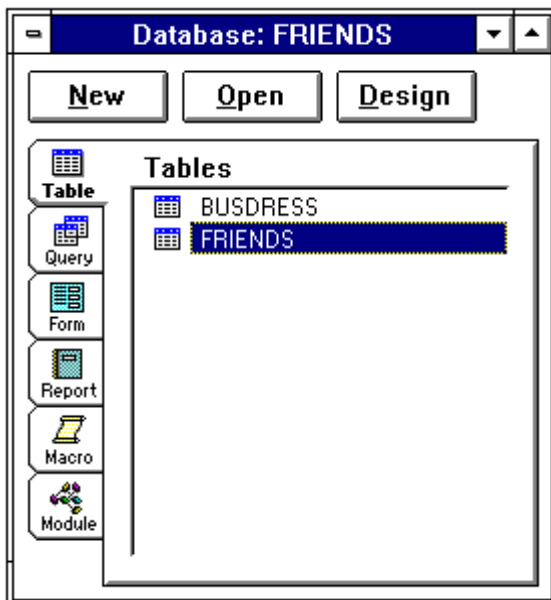 Database: FRIENDS
New Open Design
Table
Query
Form
Report
Macro
Module
Tables
BUSDRESS
FRIENDS